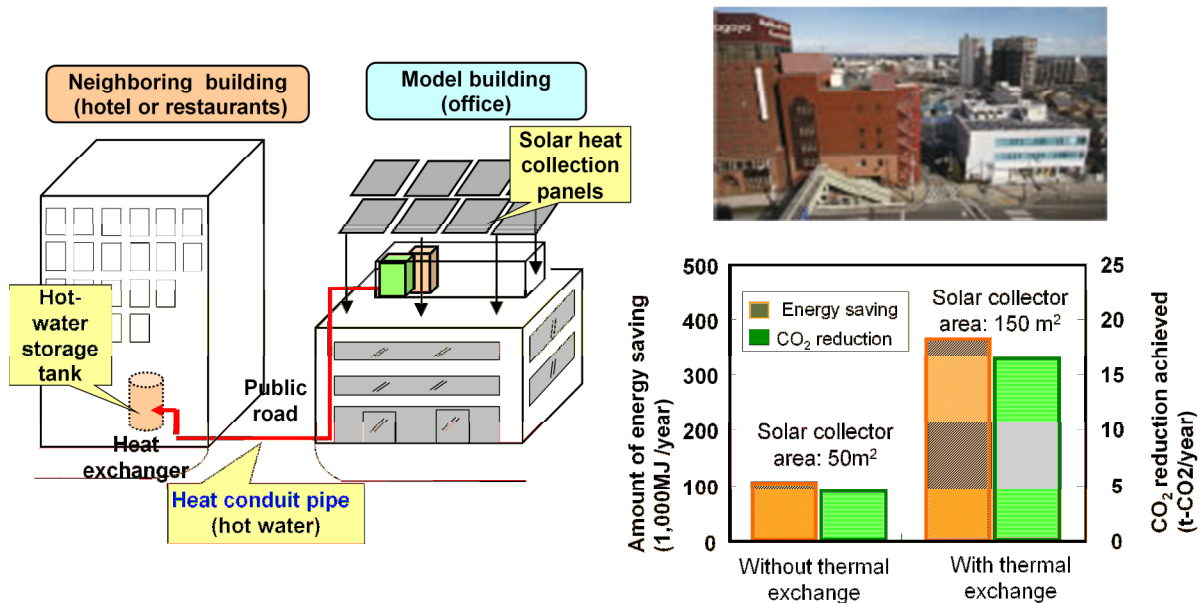 Neighboring building
(hotel or restaurants)
Model building
(office)
Solar heat
collection
panels
Hot-
water
storage
tank
Public
road
Heat
exchanger
Heat conduit pipe
(hot water)
Amount of energy saving
(1,000MJ /year)
500
400
300
200
100
0
Energy saving
CO₂ reduction
Solar collector
area: 150 m²
Solar collector
area: 50m²
25
20
15
10
5
0
CO₂ reduction achieved
(t-CO2/year)
Without thermal
exchange
With thermal
exchange